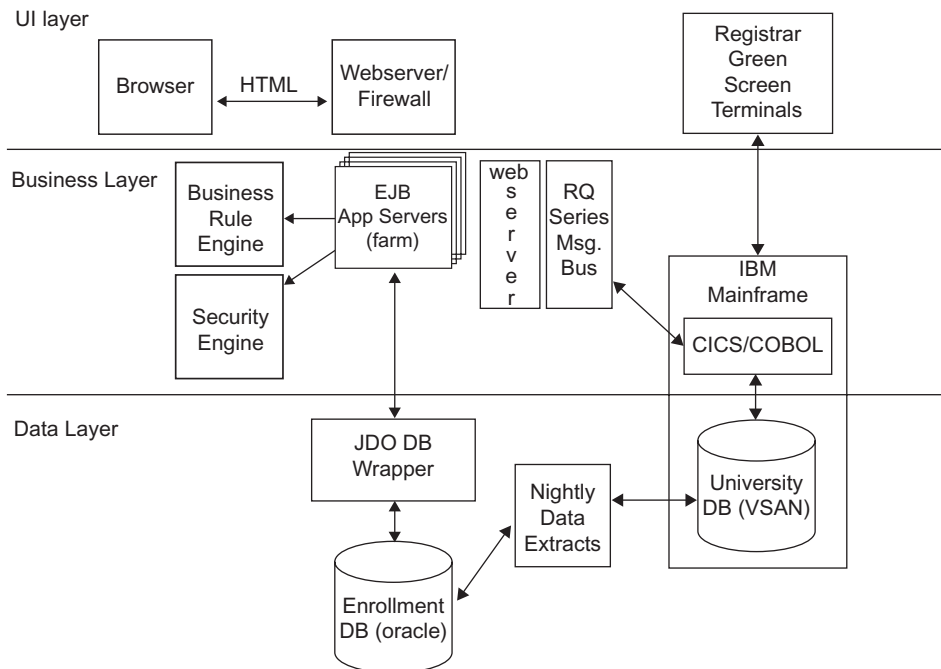 UI layer
Browser
HTML
Webserver/
Firewall
Registrar
Green
Screen
Terminals
Business Layer
Business
Rule
Engine
EJB
App Servers
(farm)
web
s
e
r
v
e
r
RQ
Series
Msg.
Bus
Security
Engine
IBM
Mainframe
CICS/COBOL
Data Layer
JDO DB
Wrapper
Nightly
Data
Extracts
University
DB (VSAN)
Enrollment
DB (oracle)